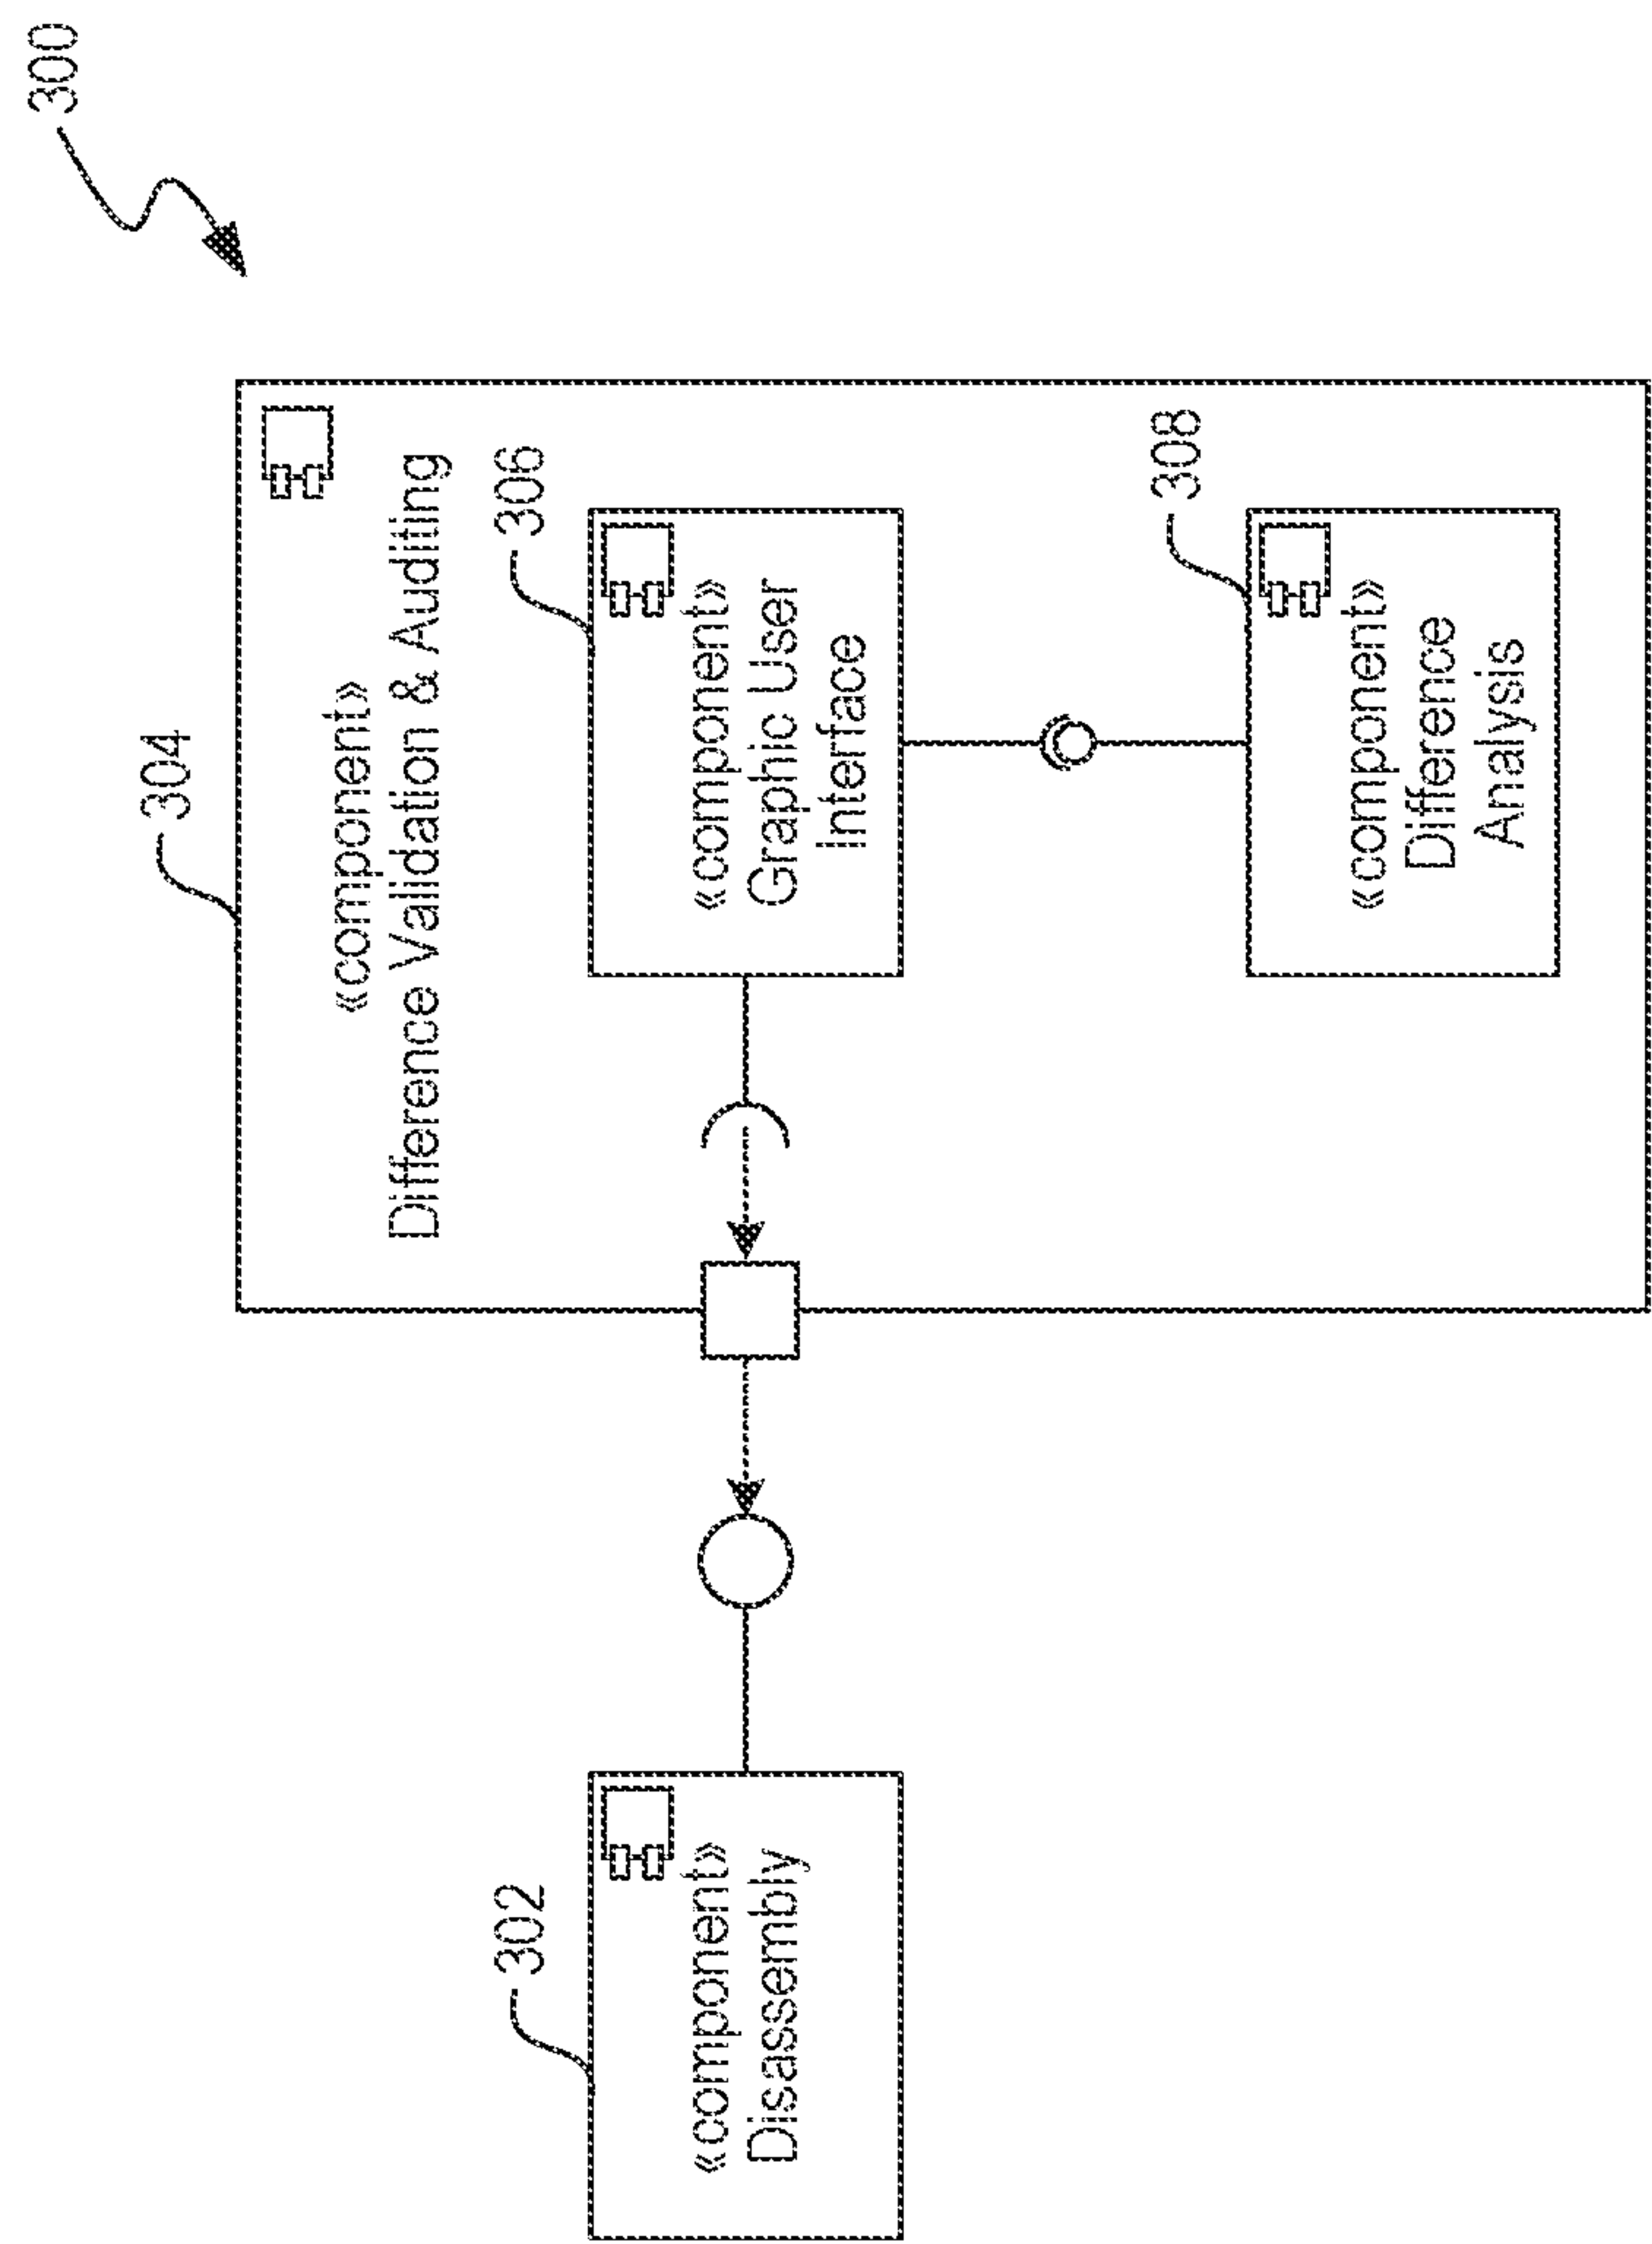 300
304
«component»
Difference Validation & Auditing
302
«component»
Disassembly
306
«component»
Graphic User
Interface
308
«component»
Difference
Analysis